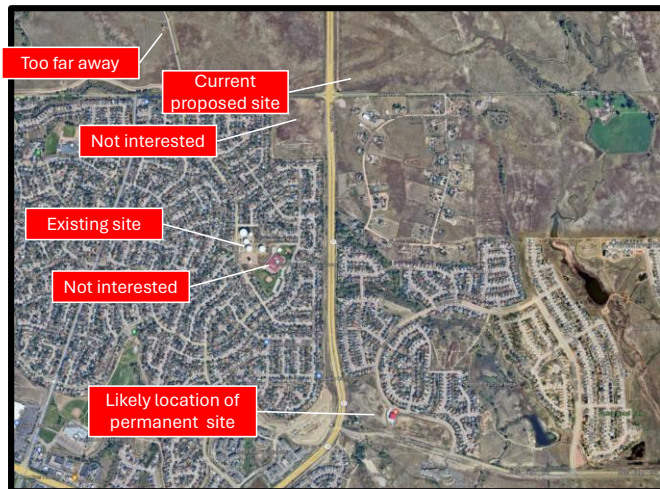 Too far away
Current
proposed site
Not interested
Existing site
Not interested
Likely location of
permanent site